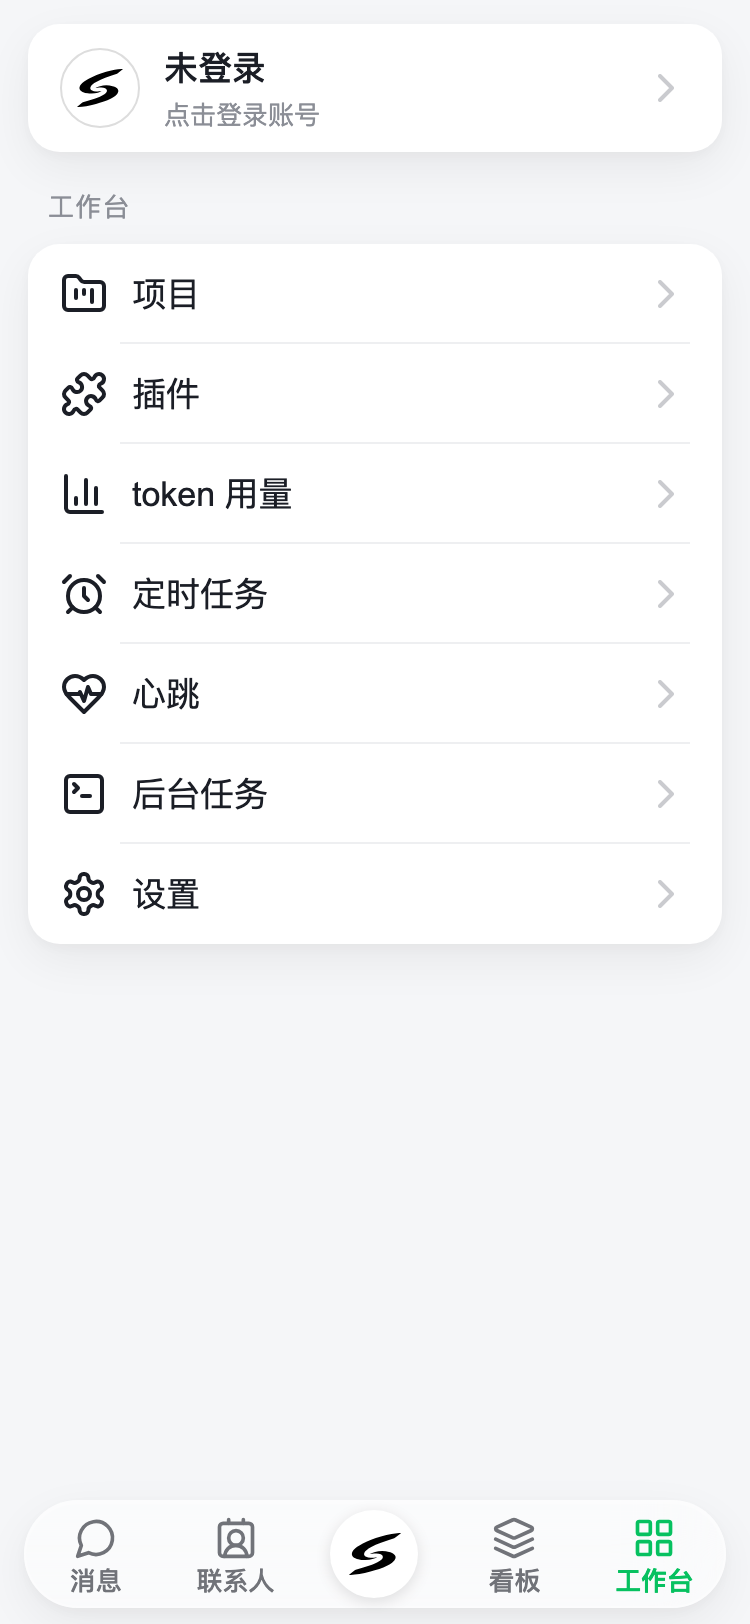 未登录
点击登录账号
工作台
项目
插件
token 用量
定时任务
心跳
后台任务
设置
消息
联系人
看板
工作台